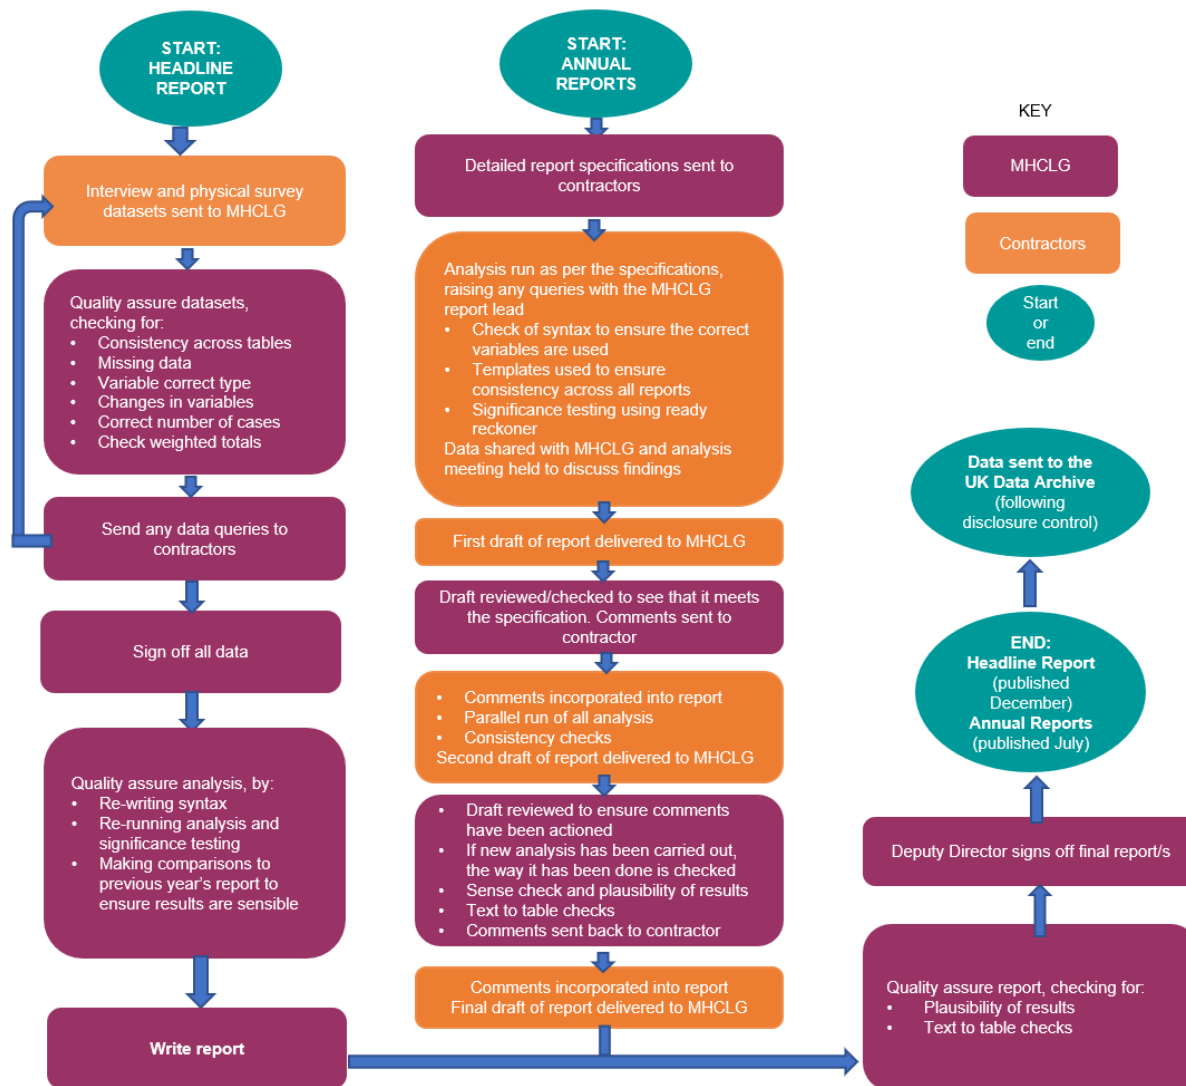 START:
HEADLINE
REPORT
Interview and physical survey
datasets sent to MHCLG
Quality assure datasets,
checking for:
• Consistency across tables
• Missing data
• Variable correct type
• Changes in variables
• Correct number of cases
• Check weighted totals
Send any data queries to
contractors
Sign off all data
Quality assure analysis, by:
• Re-writing syntax
• Re-running analysis and
significance testing
• Making comparisons to
previous year's report to
ensure results are sensible
Write report
START:
ANNUAL
REPORTS
Detailed report specifications sent to
contractors
Analysis run as per the specifications,
raising any queries with the MHCLG
report lead
• Check of syntax to ensure the correct
variables are used
• Templates used to ensure
consistency across all reports
• Significance testing using ready
reckoner
Data shared with MHCLG and analysis
meeting held to discuss findings
First draft of report delivered to MHCLG
Draft reviewed/checked to see that it meets
the specification. Comments sent to
contractor
• Comments incorporated into report
• Parallel run of all analysis
• Consistency checks
Second draft of report delivered to MHCLG
• Draft reviewed to ensure comments
have been actioned
• If new analysis has been carried out,
the way it has been done is checked
• Sense check and plausibility of results
• Text to table checks
• Comments sent back to contractor
Comments incorporated into report
Final draft of report delivered to MHCLG
KEY
MHCLG
Contractors
Start
or
end
Data sent to the
UK Data Archive
(following
disclosure control)
END:
Headline Report
(published
December)
Annual Reports
(published July)
Deputy Director signs off final report/s
Quality assure report, checking for:
• Plausibility of results
• Text to table checks